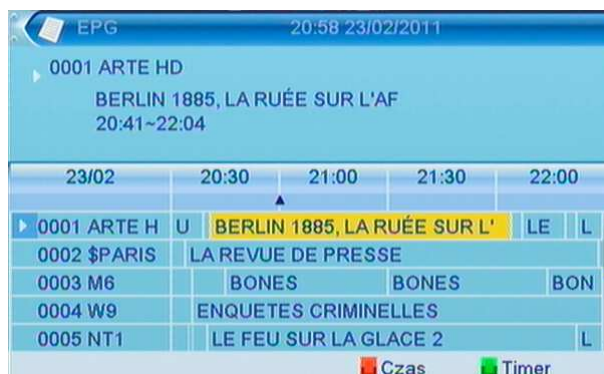 EPG 20:58 23/02/2011
0001 ARTE HD
BERLIN 1885, LA RUÉE SUR L'AF
20:41~22:04
23/02 20:30 21:00 21:30 22:00
0001 ARTE H U BERLIN 1885, LA RUÉE SUR L' LE L
0002 $PARIS LA REVUE DE PRESSE
0003 M6 BONES BONES BON
0004 W9 ENQUETES CRIMINELLES
0005 NT1 LE FEU SUR LA GLACE 2 L
Czas Timer